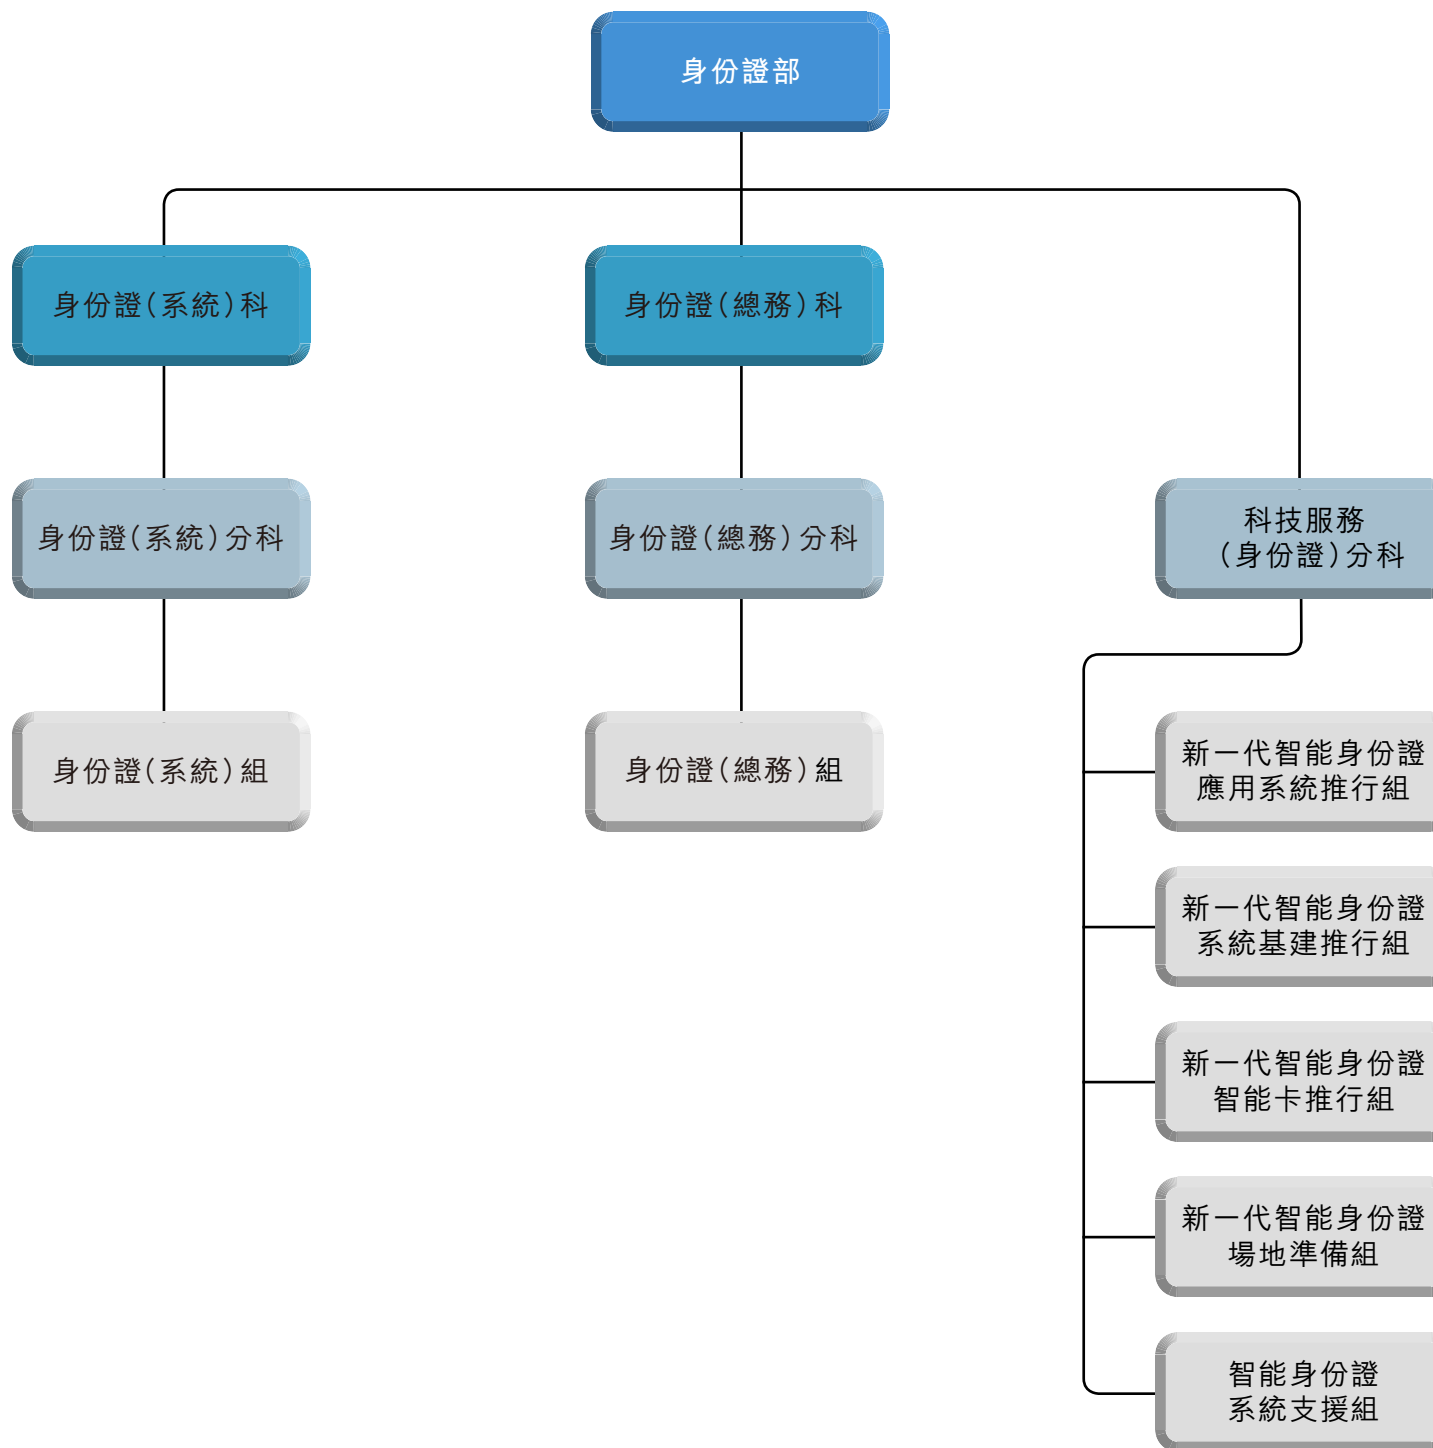 身份證部
身份證(系統)科
身份證(總務)科
身份證(系統)分科
身份證(總務)分科
科技服務
(身份證)分科
身份證(系統)組
身份證(總務)組
新一代智能身份證
應用系統推行組
新一代智能身份證
系統基建推行組
新一代智能身份證
智能卡推行組
新一代智能身份證
場地準備組
智能身份證
系統支援組